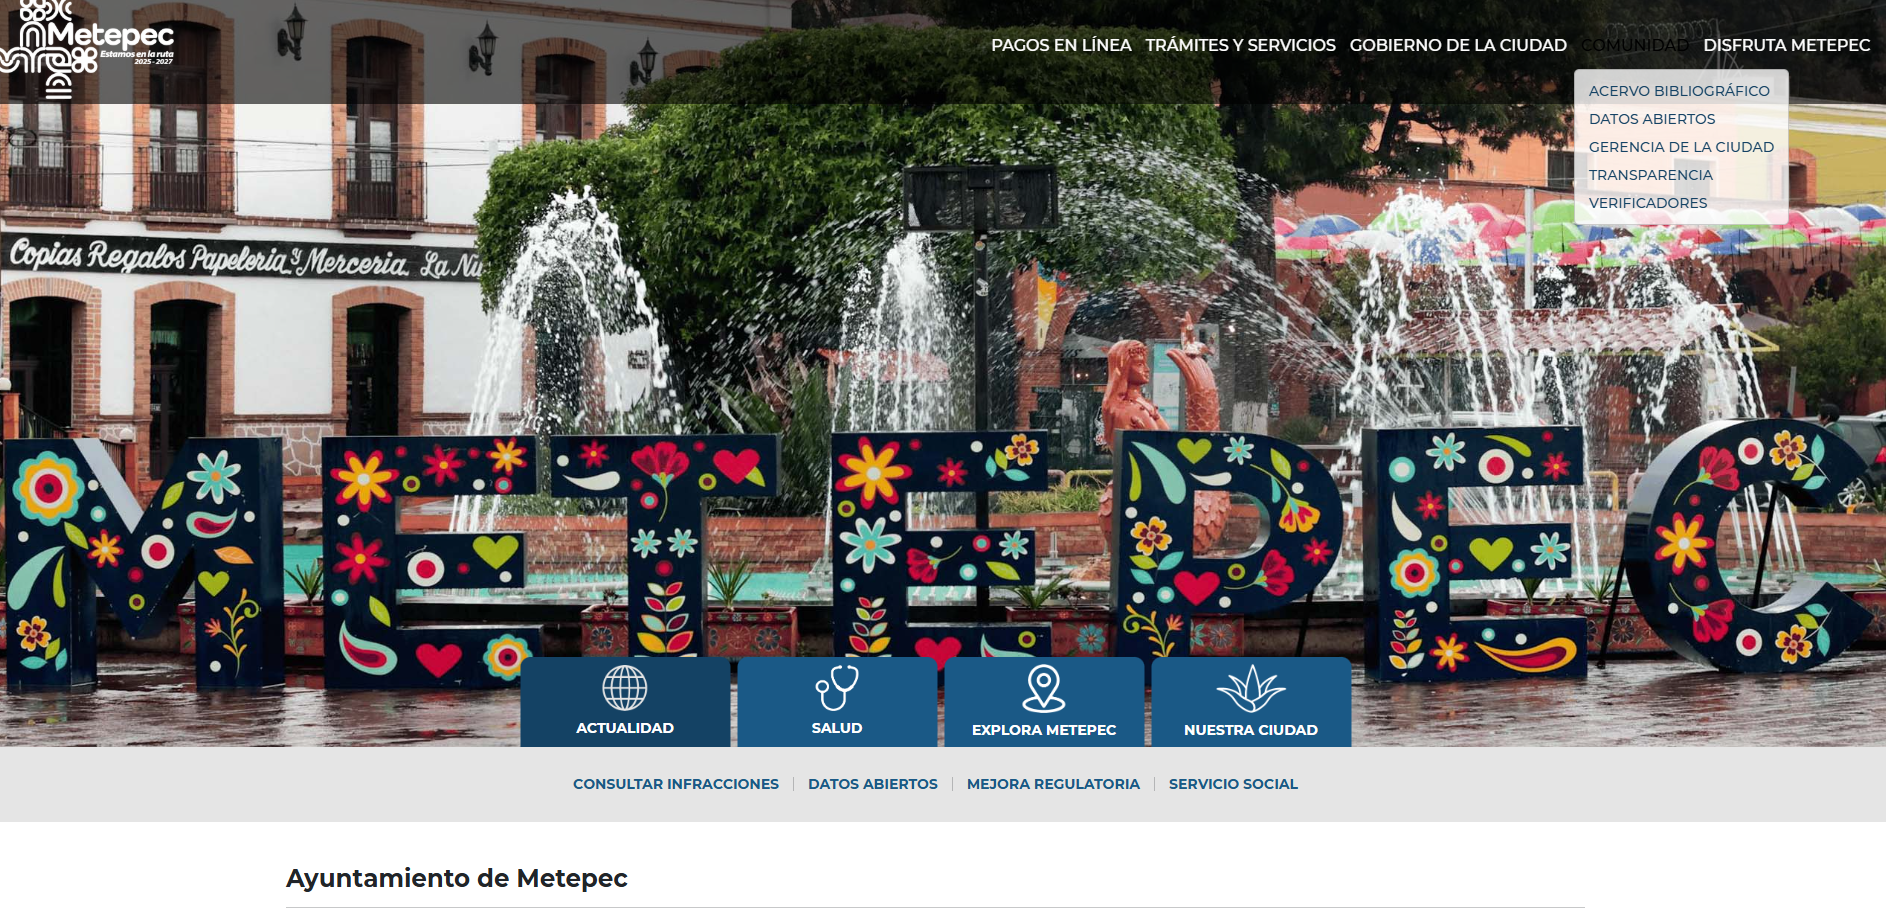 Metepec
Estamos en la ruta
2025 - 2027
PAGOS EN LÍNEA
TRÁMITES Y SERVICIOS
GOBIERNO DE LA CIUDAD
COMUNIDAD
DISFRUTA METEPEC
ACERVO BIBLIOGRÁFICO
DATOS ABIERTOS
GERENCIA DE LA CIUDAD
TRANSPARENCIA
VERIFICADORES
Copias Regalos Papeleria y Merceria. La
METEPEC
ACTUALIDAD
SALUD
EXPLORA METEPEC
NUESTRA CIUDAD
CONSULTAR INFRACCIONES
DATOS ABIERTOS
MEJORA REGULATORIA
SERVICIO SOCIAL
Ayuntamiento de Metepec